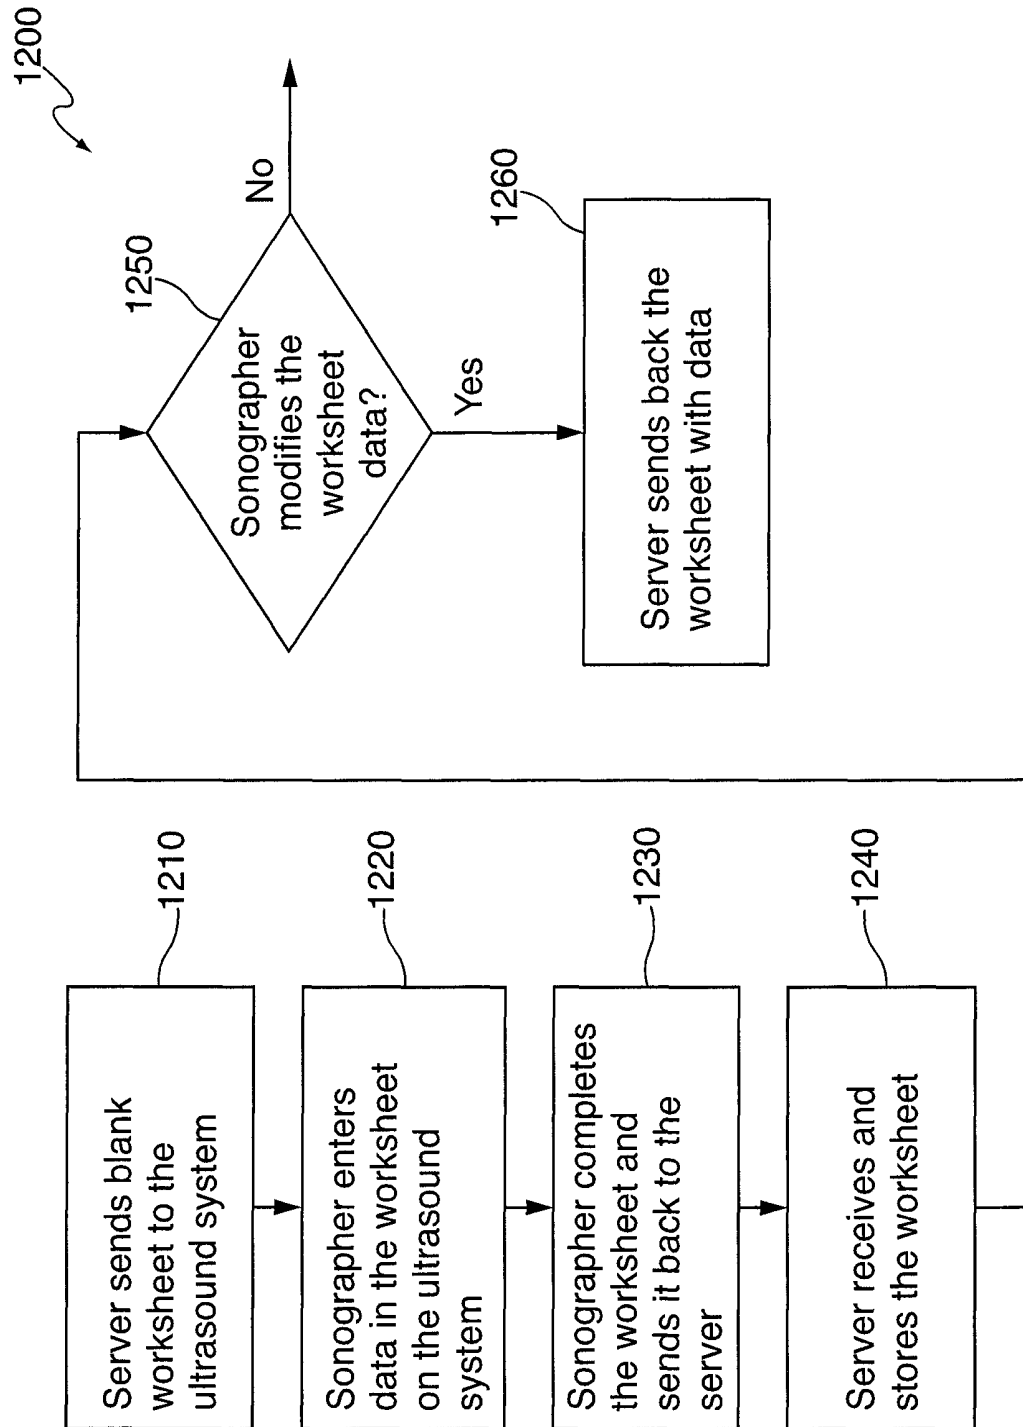 1200
Server sends blank
worksheet to the
ultrasound system
1210
Sonographer enters
data in the worksheet
on the ultrasound
system
1220
Sonographer completes
the worksheet and
sends it back to the
server
1230
Server receives and
stores the worksheet
1240
Sonographer
modifies the
worksheet
data?
1250
No
Yes
Server sends back the
worksheet with data
1260